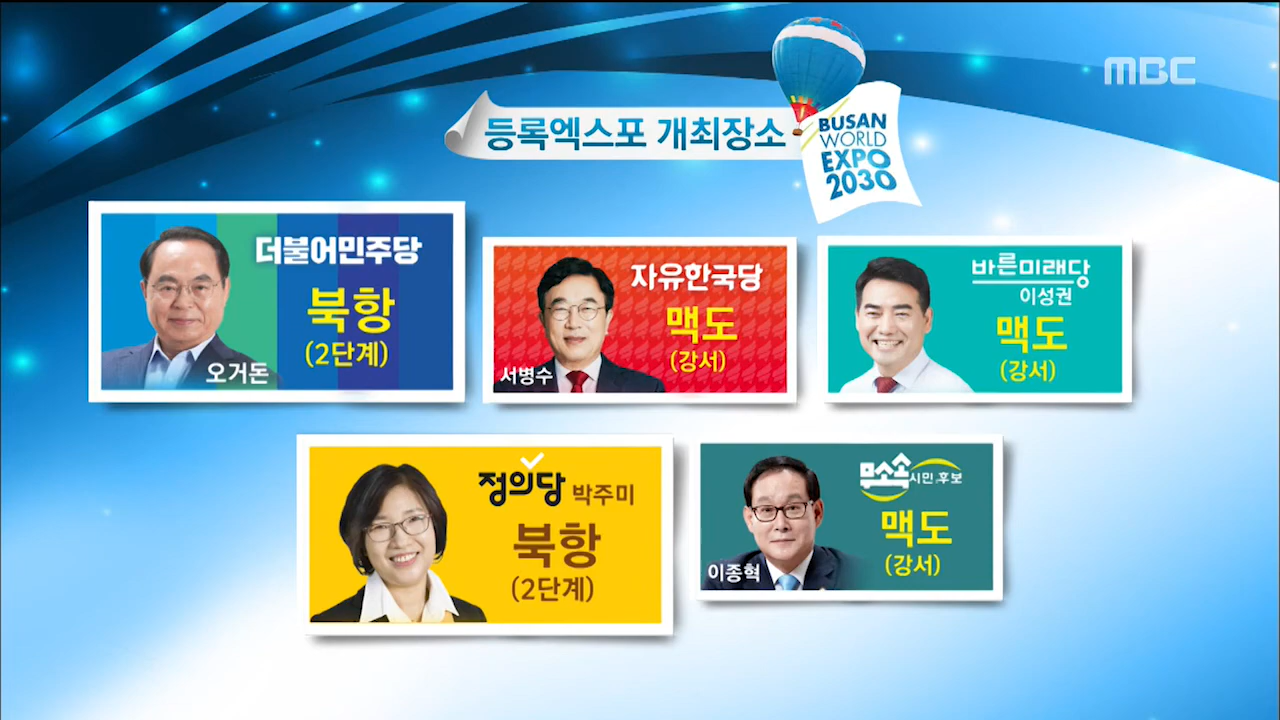 MBC
등록엑스포 개최장소
BUSAN
WORLD
EXPO
2030
더불어민주당
북항
(2단계)
오거돈
자유한국당
맥도
(강서)
서병수
바른미래당
이성권
맥도
(강서)
정의당 박주미
북항
(2단계)
무소속 시민후보
맥도
(강서)
이종혁